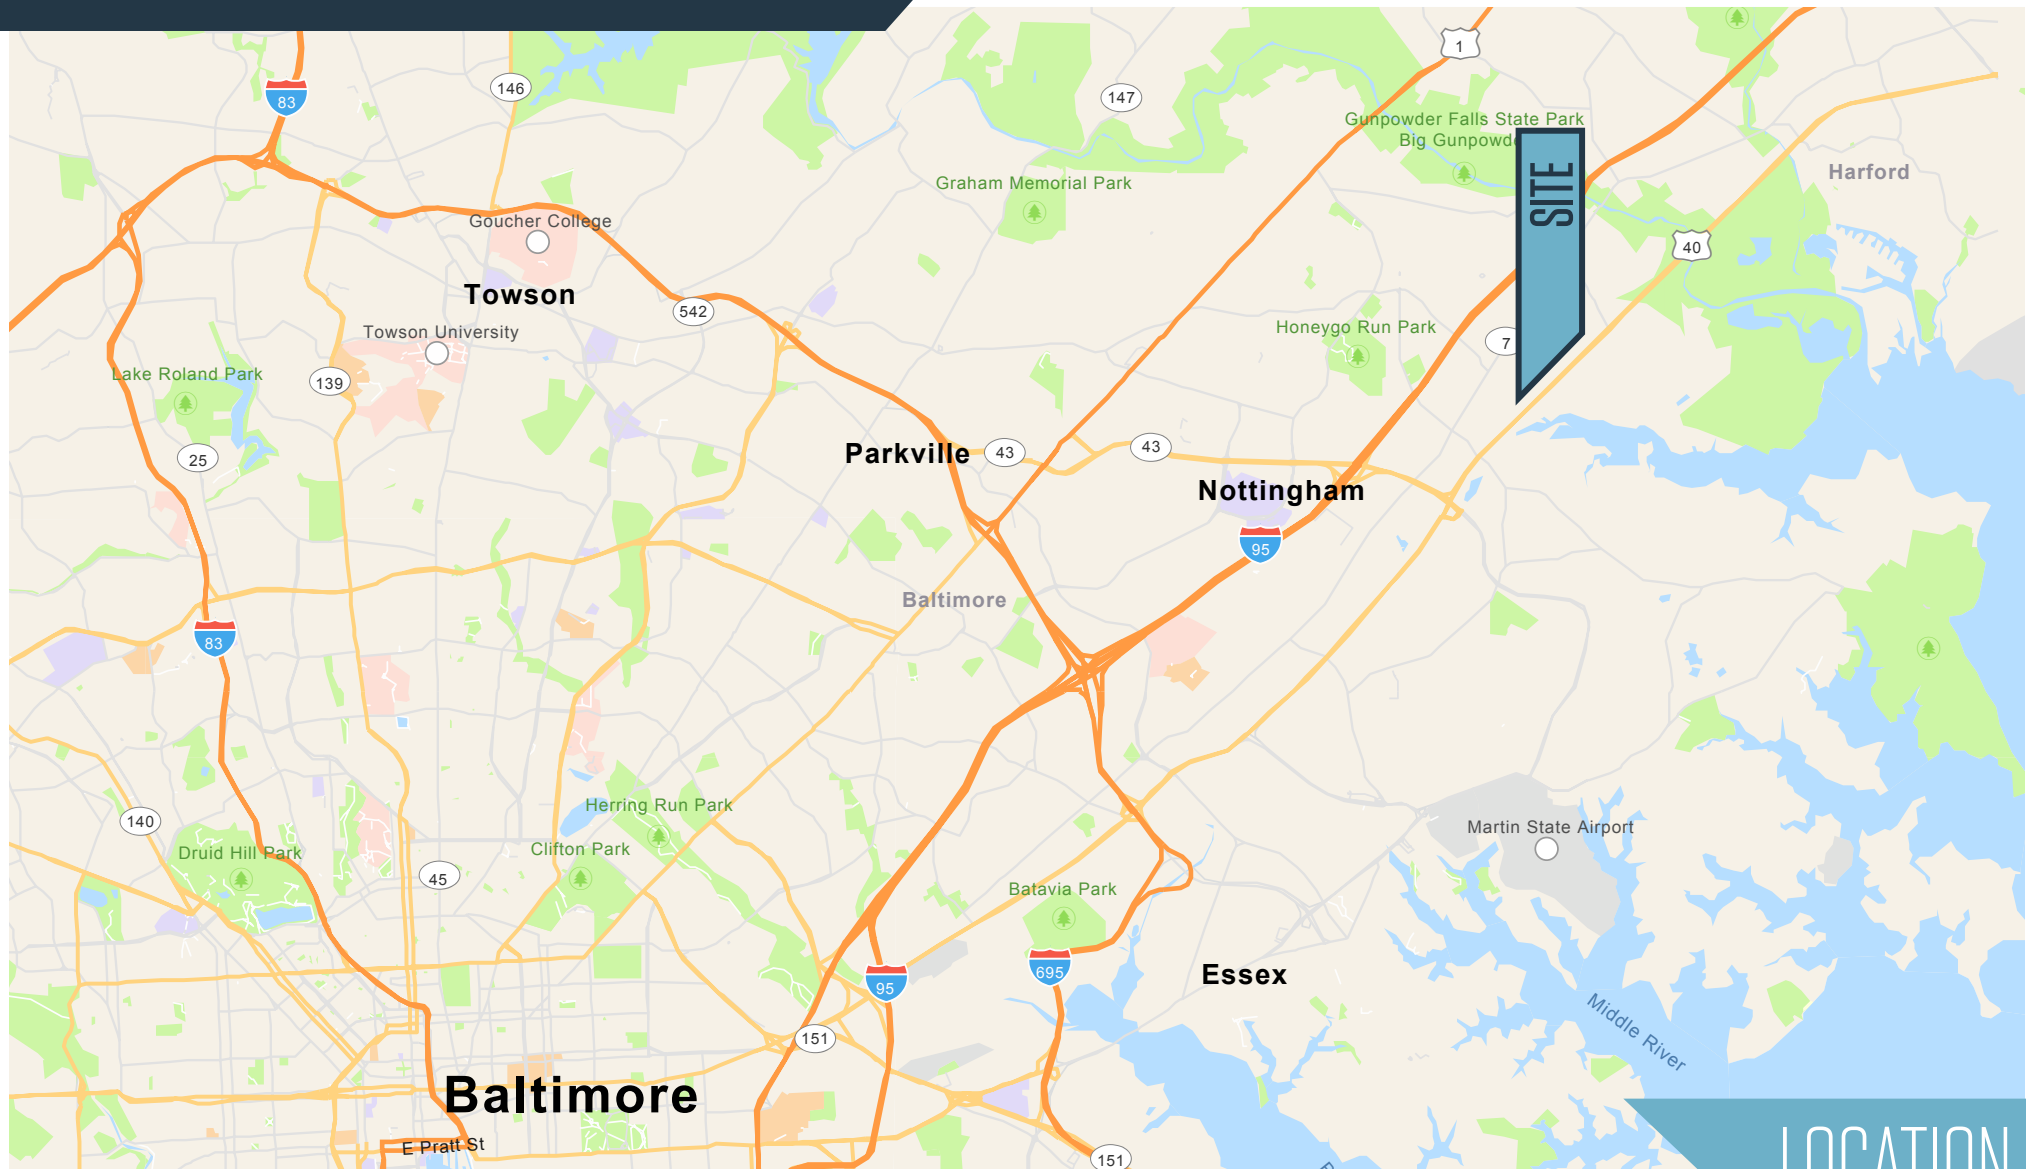 1
83
146
147
Gunpowder Falls State Park
Big Gunpowd
SITE
Harford
Graham Memorial Park
Goucher College
40
Towson
542
Honeygo Run Park
Towson University
7
Lake Roland Park
139
25
Parkville
43
43
Nottingham
95
Baltimore
83
Herring Run Park
140
Martin State Airport
Druid Hill Park
Clifton Park
45
Batavia Park
695
95
Essex
Middle River
151
Baltimore
E Pratt St
151
LOCATION